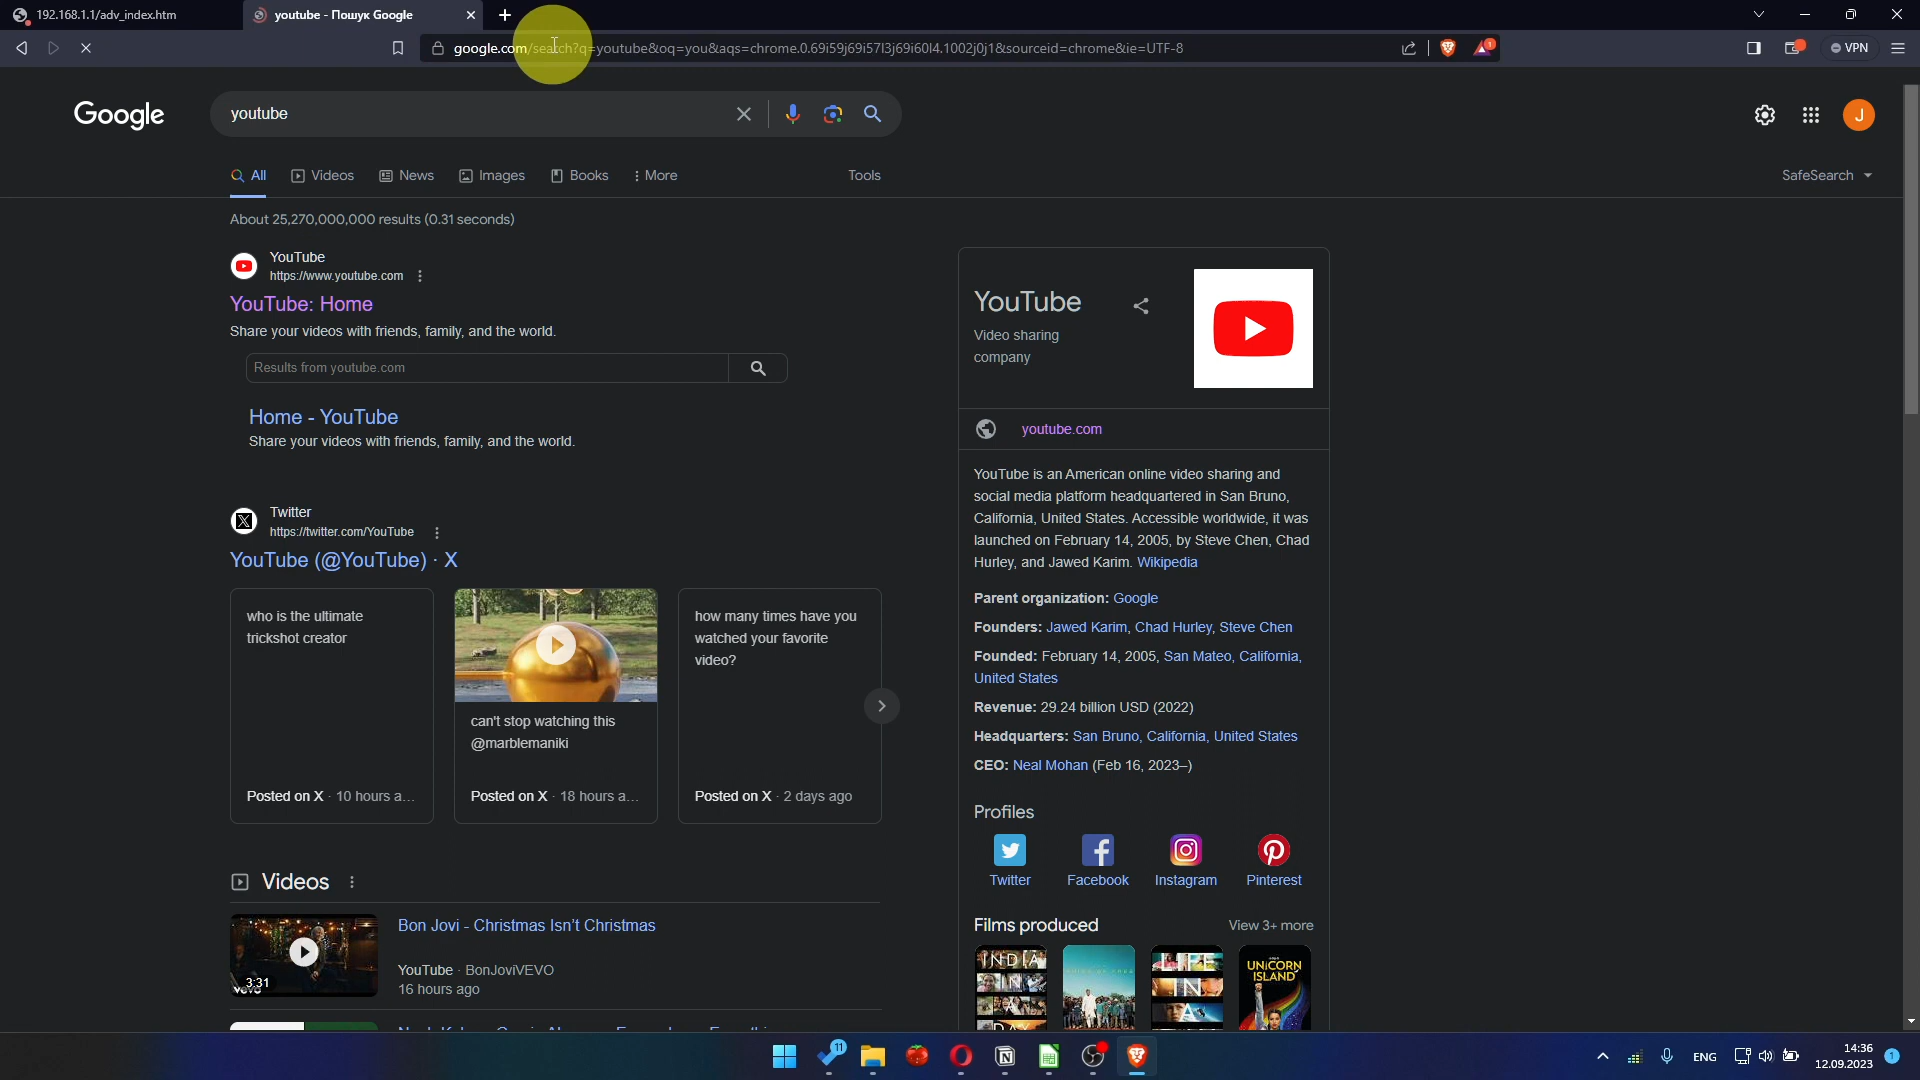 192.168.1.1/adv_index.htm
youtube - Пошук Google
google.com/search?q=youtube&oq=you&aqs=chrome.0.69i59j69i57l3j69i60l4.1002j0j1&sourceid=chrome&ie=UTF-8
1
VPN
Google
youtube
J
All
Videos
News
Images
Books
More
Tools
SafeSearch
About 25,270,000,000 results (0.31 seconds)
YouTube
https://www.youtube.com
YouTube: Home
Share your videos with friends, family, and the world.
Results from youtube.com
Home - YouTube
Share your videos with friends, family, and the world.
Twitter
https://twitter.com/YouTube
YouTube (@YouTube) · X
who is the ultimate
trickshot creator
Posted on X · 10 hours a...
can't stop watching this
@marblemaniki
Posted on X · 18 hours a...
how many times have you
watched your favorite
video?
Posted on X · 2 days ago
Videos
3:31
vevo
Bon Jovi - Christmas Isn't Christmas
YouTube · BonJoviVEVO
16 hours ago
YouTube
Video sharing
company
youtube.com
YouTube is an American online video sharing and
social media platform headquartered in San Bruno,
California, United States. Accessible worldwide, it was
launched on February 14, 2005, by Steve Chen, Chad
Hurley, and Jawed Karim. Wikipedia
Parent organization: Google
Founders: Jawed Karim, Chad Hurley, Steve Chen
Founded: February 14, 2005, San Mateo, California,
United States
Revenue: 29.24 billion USD (2022)
Headquarters: San Bruno, California, United States
CEO: Neal Mohan (Feb 16, 2023–)
Profiles
Twitter
Facebook
Instagram
Pinterest
Films produced
View 3+ more
INDIA
IN A
DAY
LIFE
IN A
UNICORN
ISLAND
11
ENG
14:36
12.09.2023
1